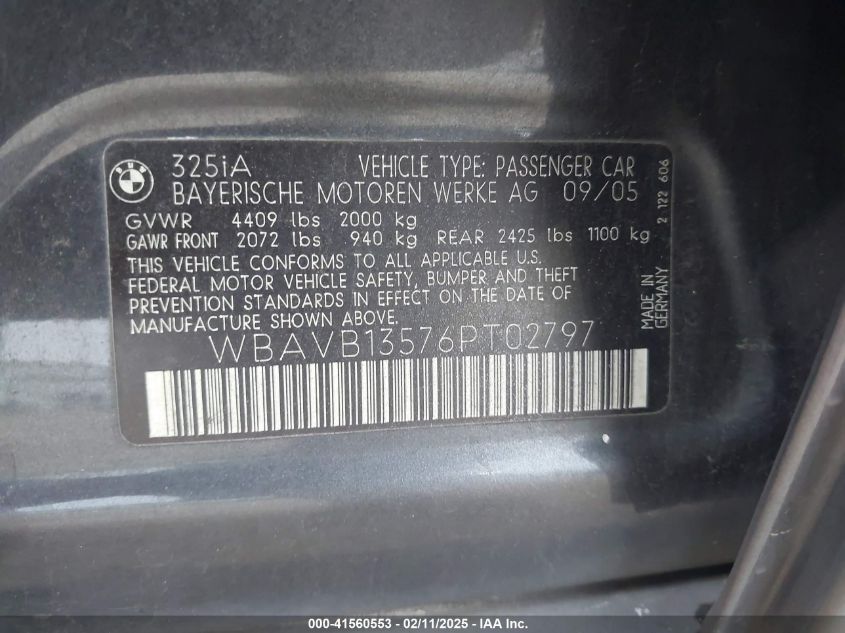 BMW
325iA VEHICLE TYPE: PASSENGER CAR
BAYERISCHE MOTOREN WERKE AG 09/05
GVWR 4409 lbs 2000 kg
GAWR FRONT 2072 lbs 940 kg REAR 2425 lbs 1100 kg
THIS VEHICLE CONFORMS TO ALL APPLICABLE U.S.
FEDERAL MOTOR VEHICLE SAFETY, BUMPER AND THEFT
PREVENTION STANDARDS IN EFFECT ON THE DATE OF
MANUFACTURE SHOWN ABOVE.
WBAVB13576PT02797
MADE IN
GERMANY
2 122 606
000-41560553 - 02/11/2025 - IAA Inc.